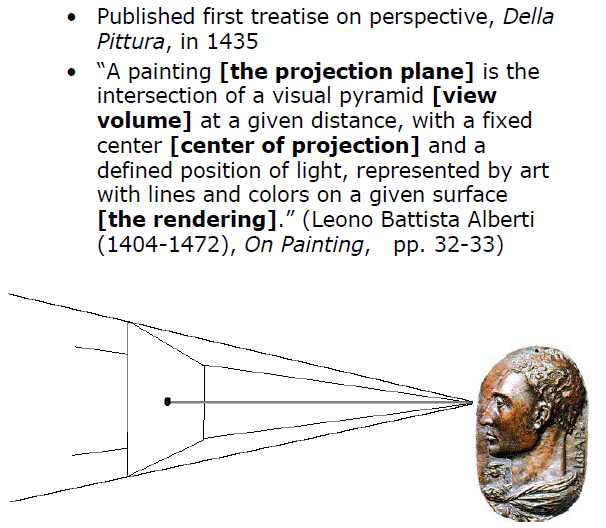 • Published first treatise on perspective, Della
Pittura, in 1435
• “A painting [the projection plane] is the
intersection of a visual pyramid [view
volume] at a given distance, with a fixed
center [center of projection] and a
defined position of light, represented by art
with lines and colors on a given surface
[the rendering].” (Leono Battista Alberti
(1404-1472), On Painting, pp. 32-33)